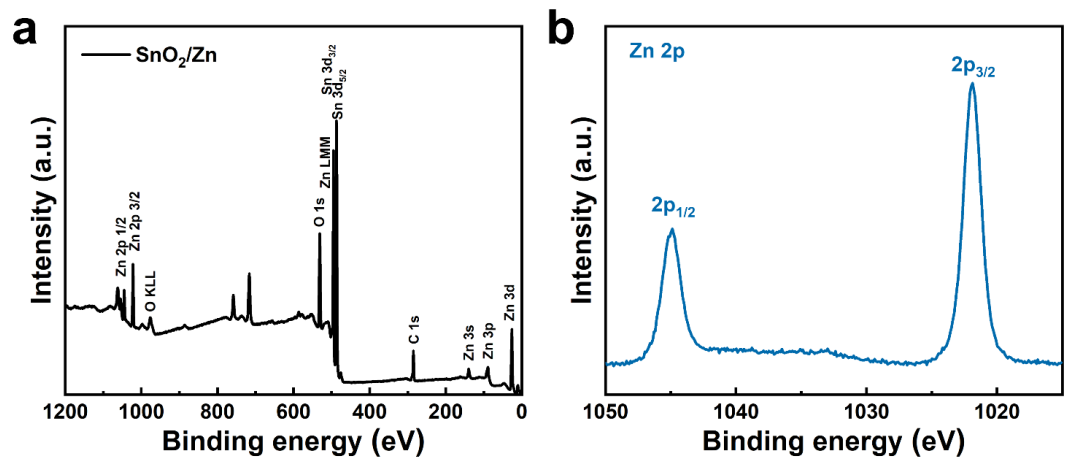 a
SnO₂/Zn
Intensity (a.u.)
Zn 2p 1/2
Zn 2p 3/2
O KLL
O 1s
Zn LMM
Sn 3d₃/₂
Sn 3d₅/₂
C 1s
Zn 3s
Zn 3p
Zn 3d
1200 1000 800 600 400 200 0
Binding energy (eV)
b
Zn 2p
Intensity (a.u.)
2p₁/₂
2p₃/₂
1050 1040 1030 1020
Binding energy (eV)